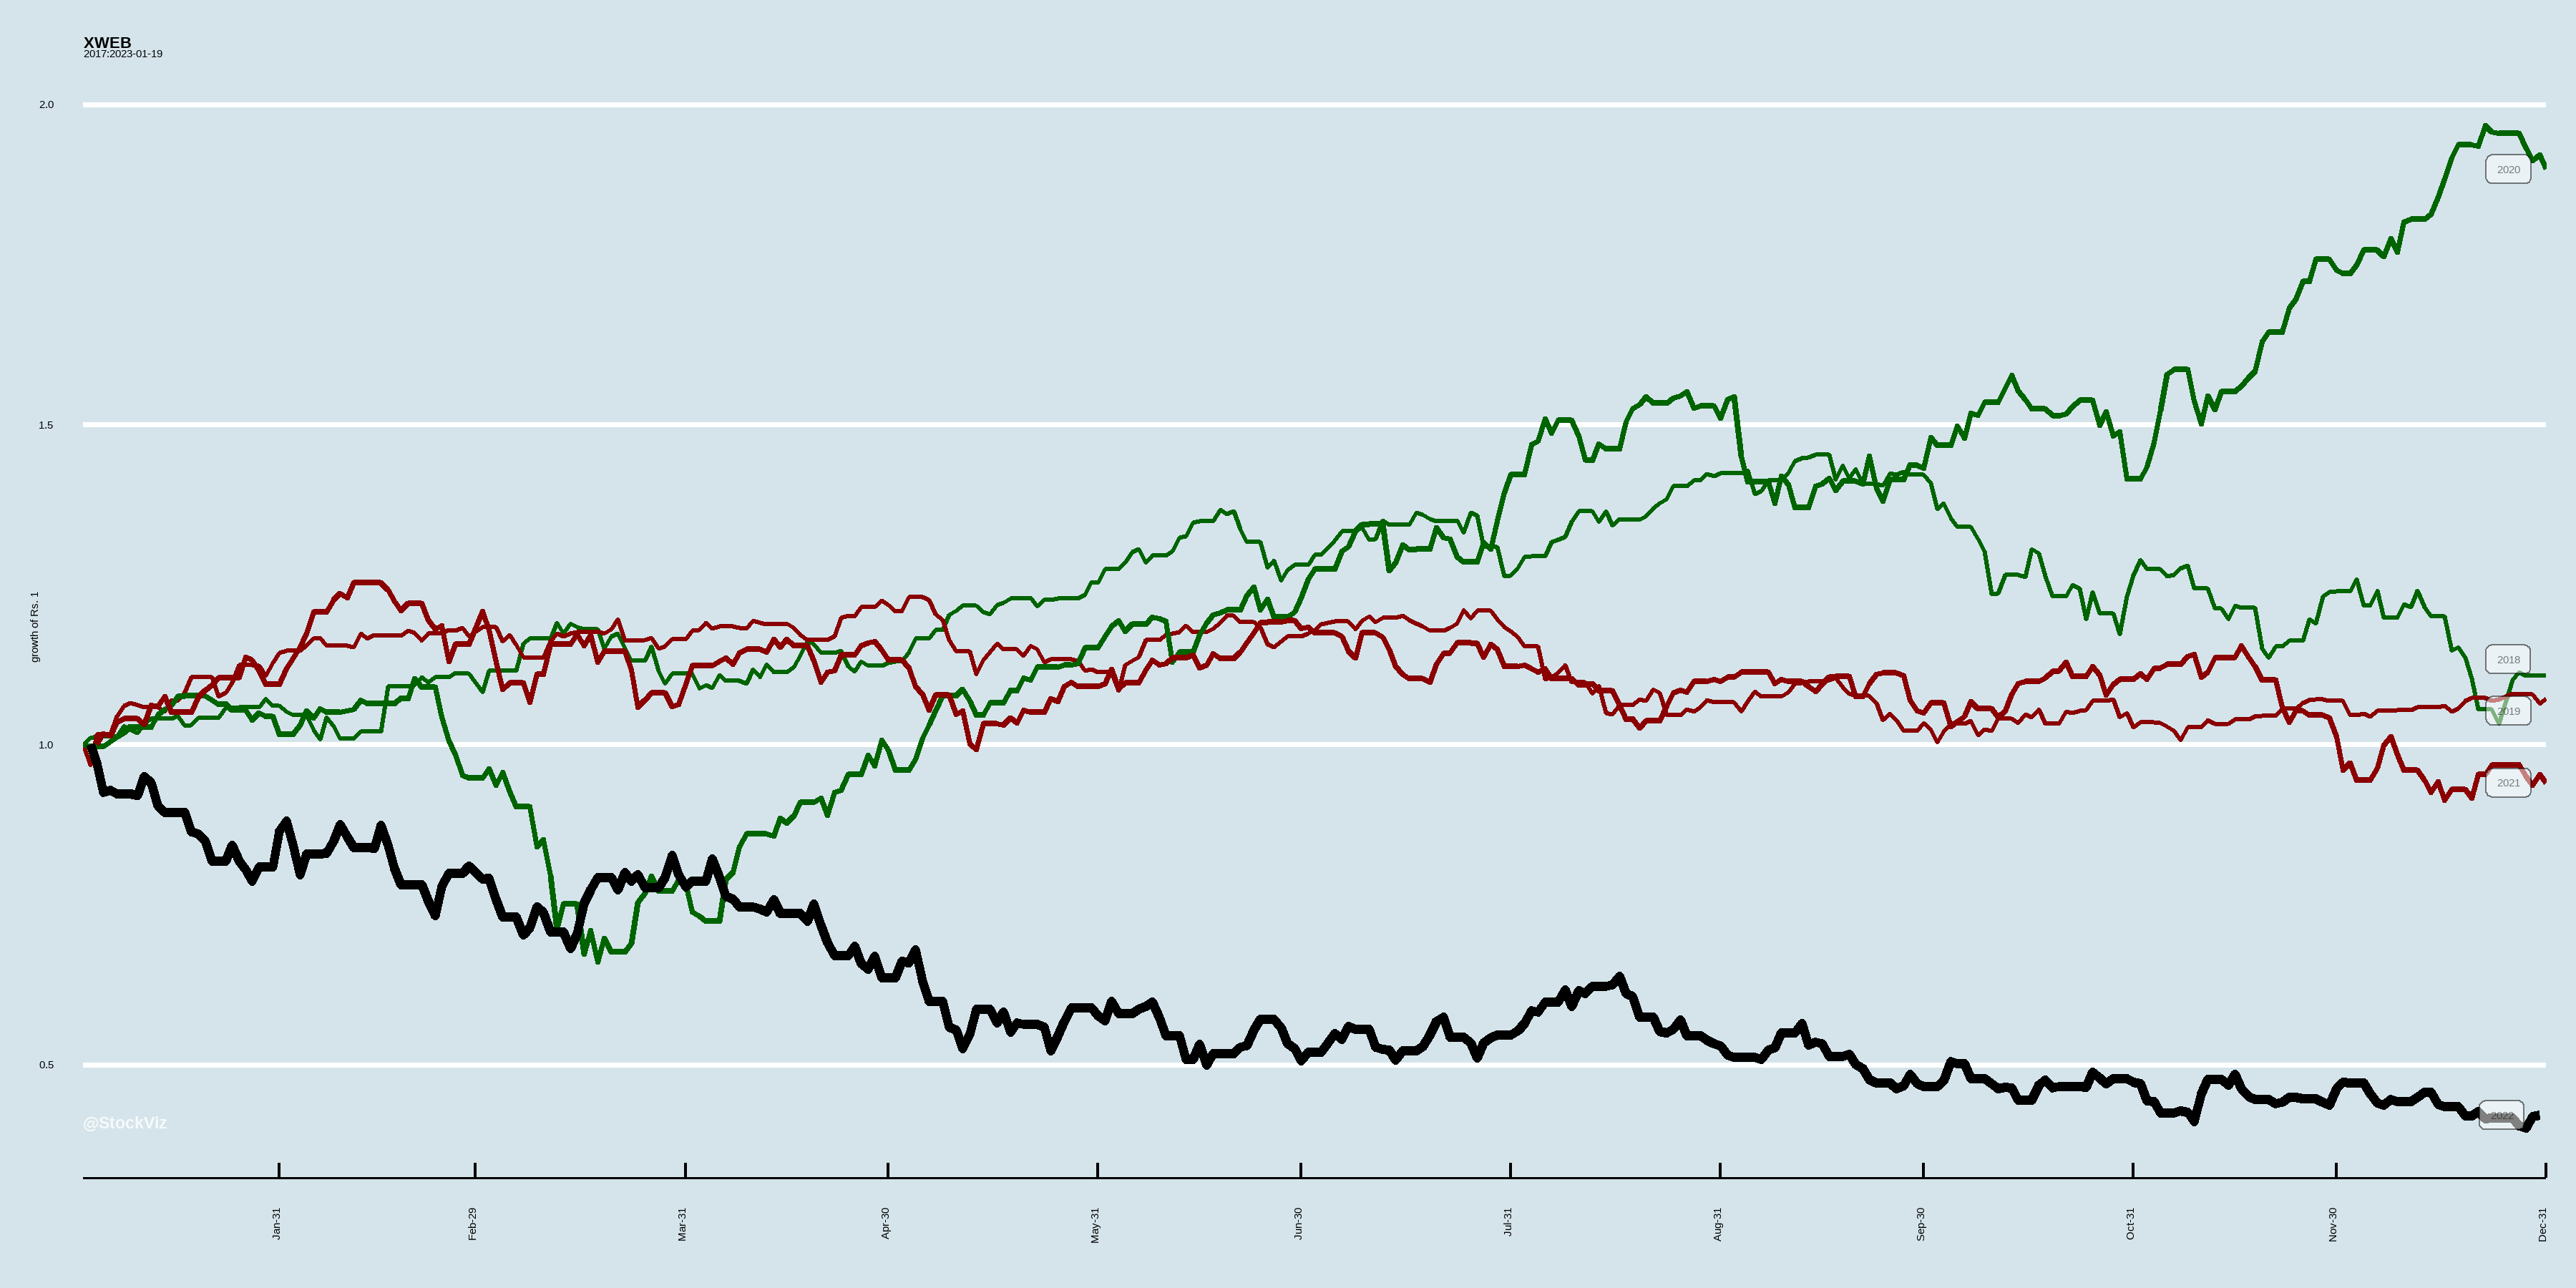 XWEB
2017:2023-01-19
2.0
1.5
1.0
0.5
growth of Rs. 1
2020
2018
2019
2021
2022
@StockViz
Jan-31
Feb-29
Mar-31
Apr-30
May-31
Jun-30
Jul-31
Aug-31
Sep-30
Oct-31
Nov-30
Dec-31